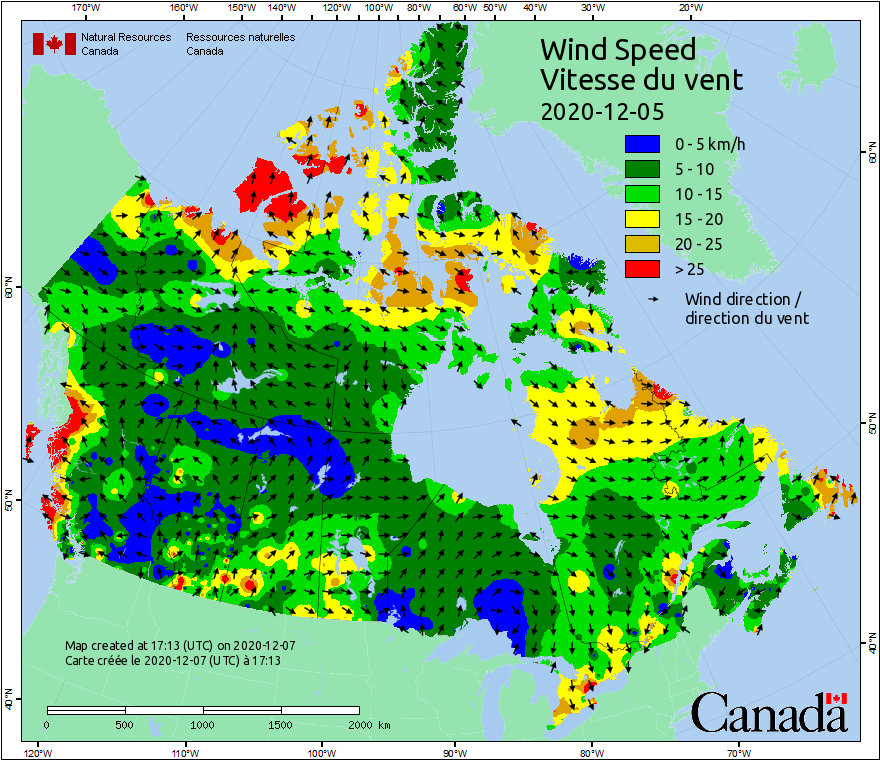 170°W 160°W 150°W 140°W 120°W 100°W 80°W 60°W 50°W 40°W 30°W 20°W
Natural Resources Ressources naturelles
Canada Canada
Wind Speed
Vitesse du vent
2020-12-05
0 - 5 km/h
5 - 10
10 - 15
15 - 20
20 - 25
> 25
Wind direction /
direction du vent
60°N
50°N
40°N
60°N
50°N
40°N
Map created at 17:13 (UTC) on 2020-12-07
Carte créée le 2020-12-07 (UTC) à 17:13
0 500 1000 1500 2000 km
Canada
120°W 110°W 100°W 90°W 80°W 70°W